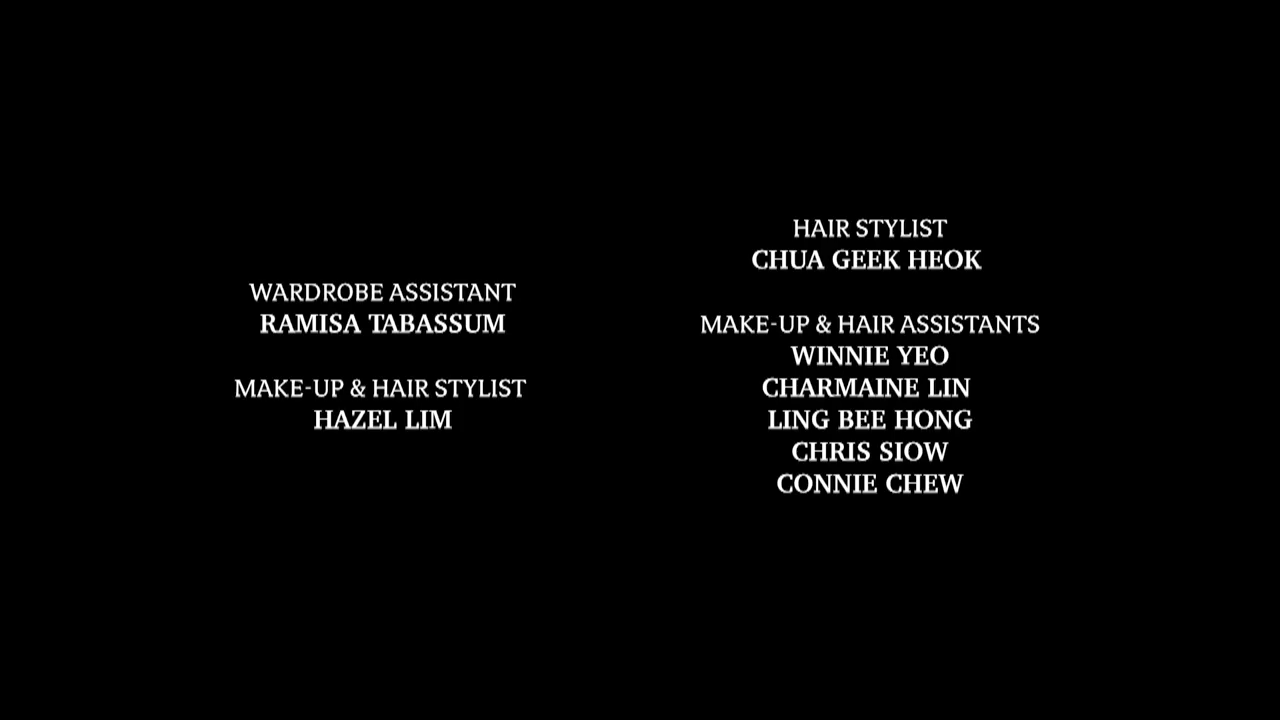 WARDROBE ASSISTANT
RAMISA TABASSUM
MAKE-UP & HAIR STYLIST
HAZEL LIM
HAIR STYLIST
CHUA GEEK HEOK
MAKE-UP & HAIR ASSISTANTS
WINNIE YEO
CHARMAINE LIN
LING BEE HONG
CHRIS SIOW
CONNIE CHEW